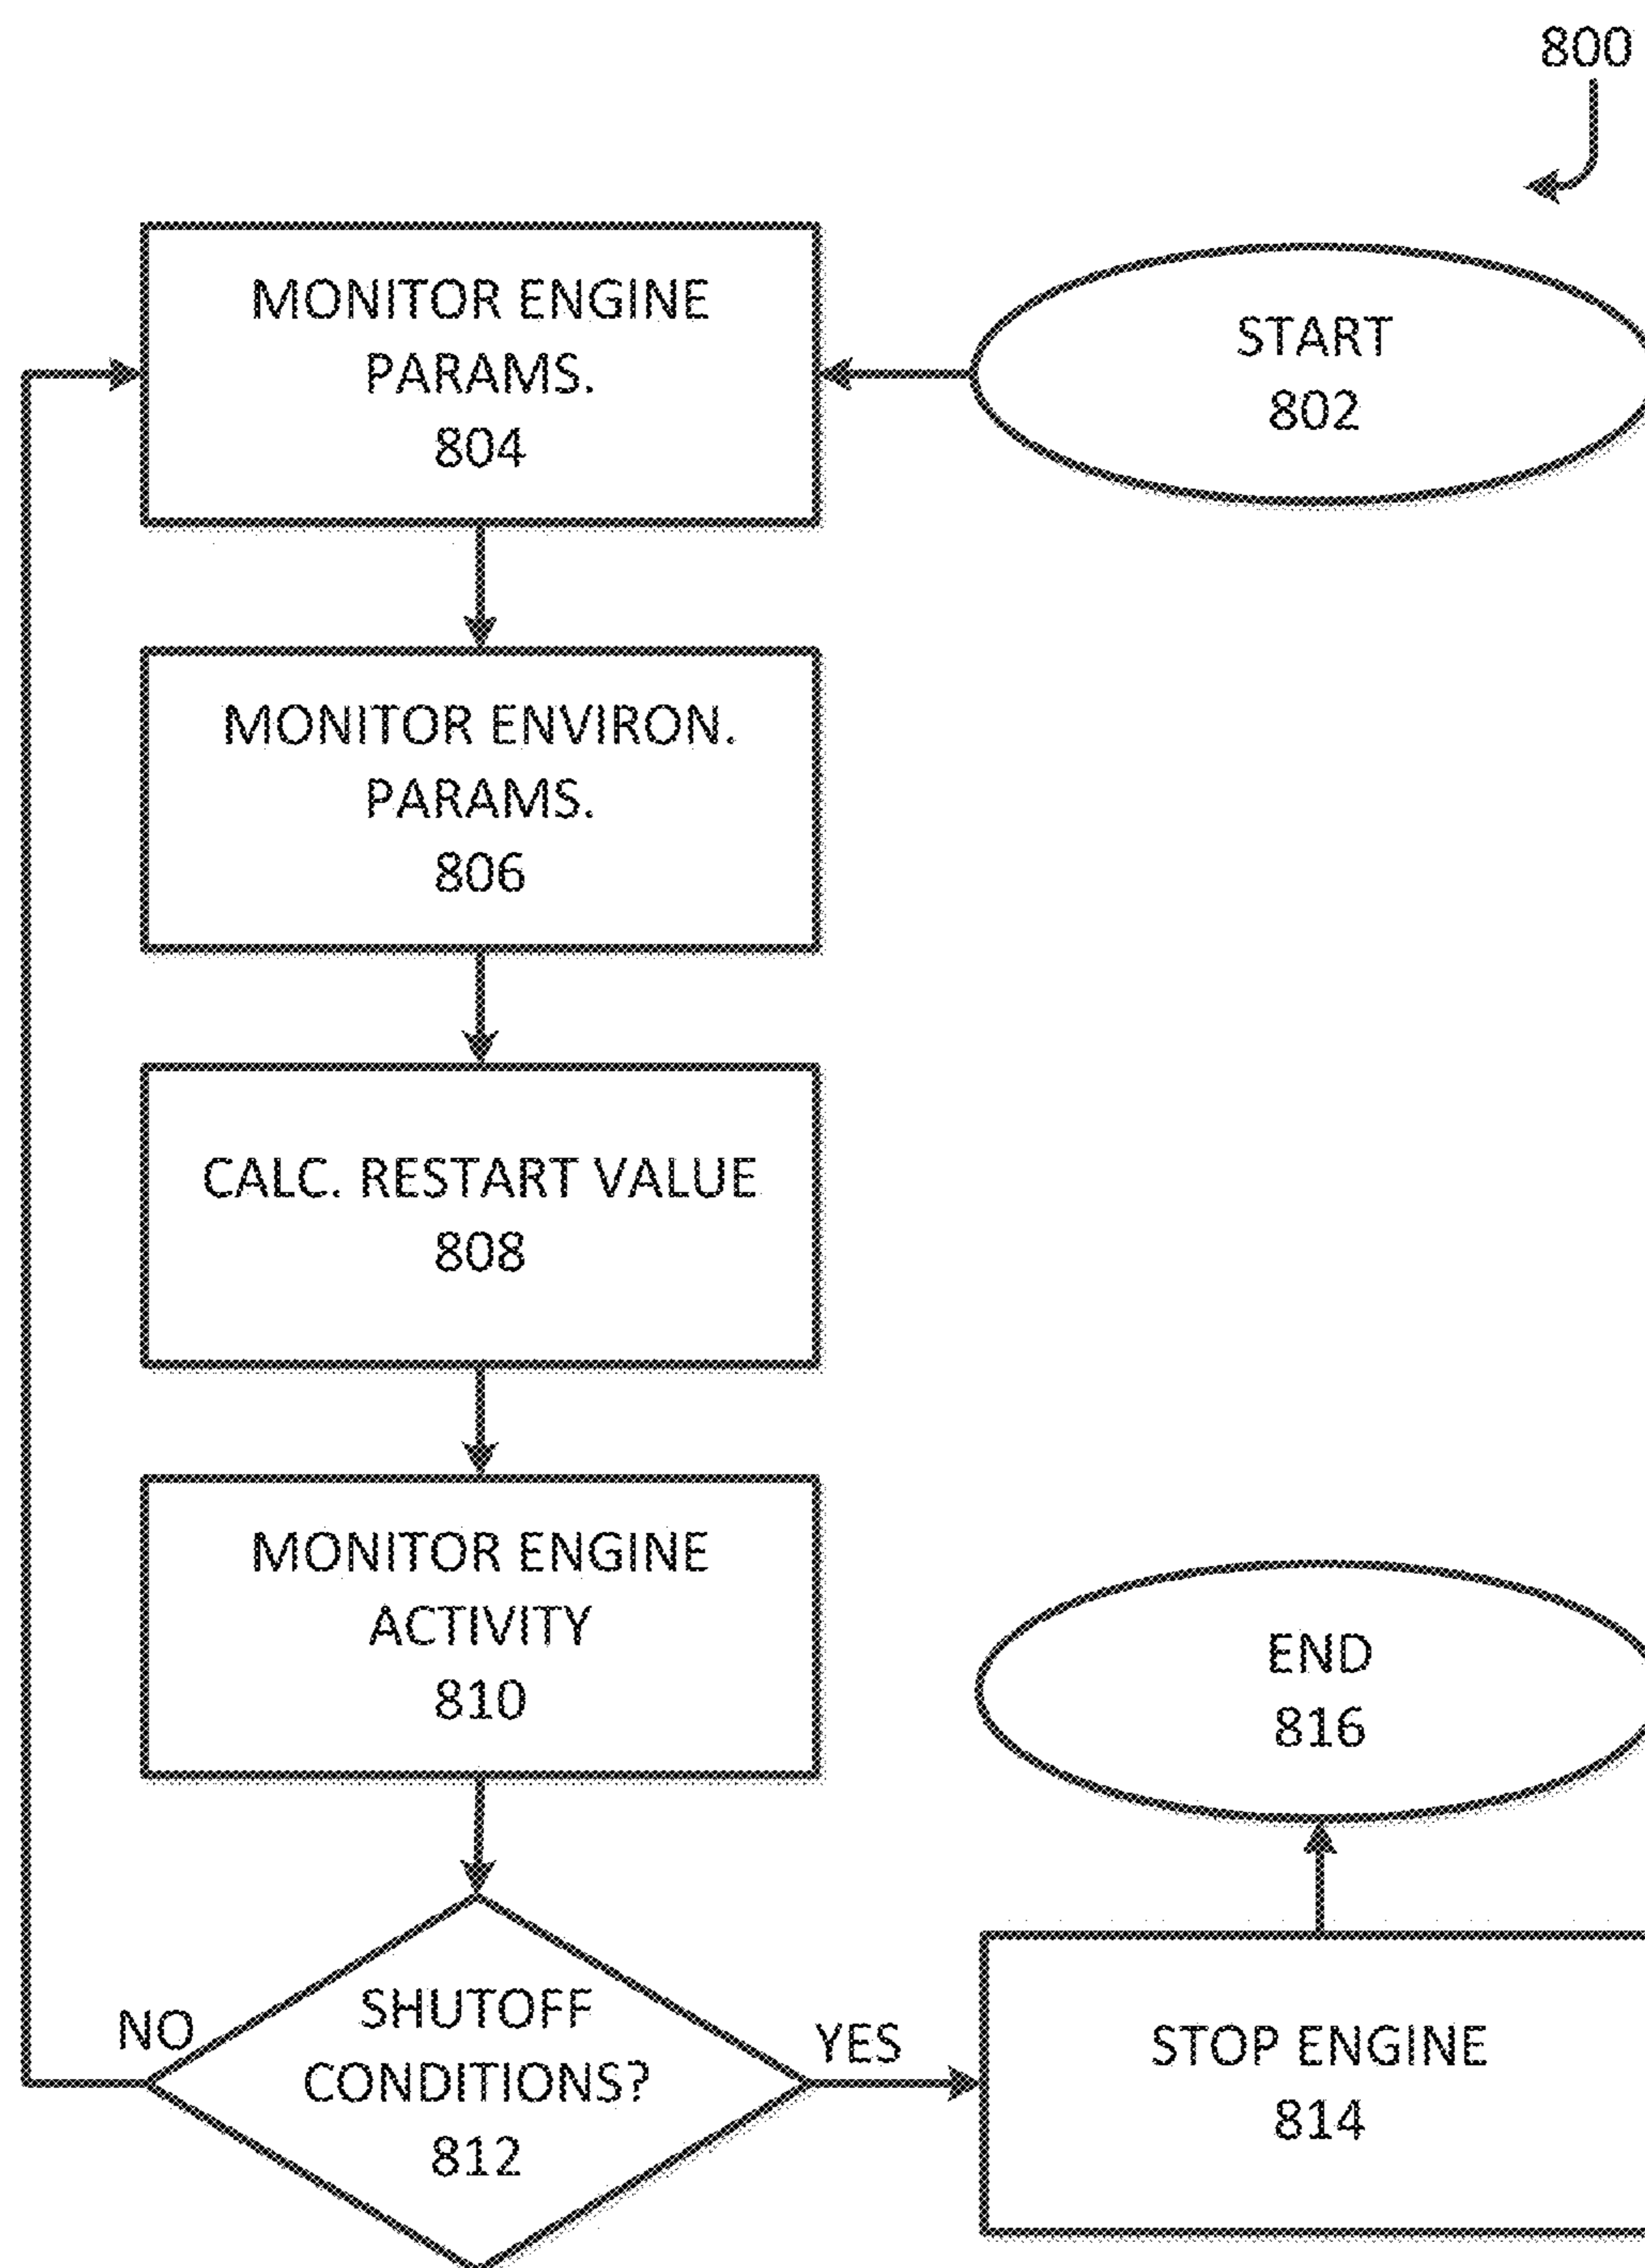 800
START
802
MONITOR ENGINE
PARAMS.
804
MONITOR ENVIRON.
PARAMS.
806
CALC. RESTART VALUE
808
MONITOR ENGINE
ACTIVITY
810
SHUTOFF
CONDITIONS?
812
NO
YES
STOP ENGINE
814
END
816